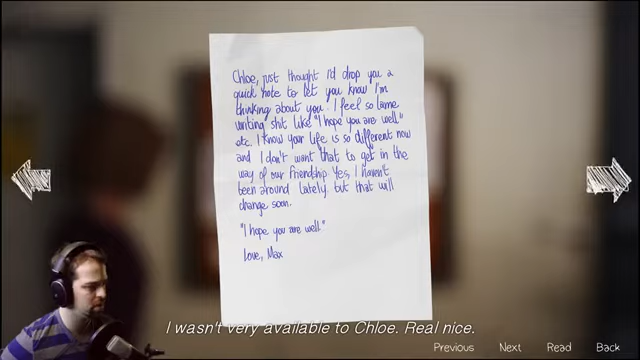 Chloe, just thought I'd drop you a
quick note to let you know I'm
thinking about you. I feel so lame
writing shit like "I hope you are well"
etc. I know your life is so different now
and I don't want that to get in the
way of our friendship. Yes, I haven't
been around lately. but that will
change soon.
"I hope you are well."
Love, Max
I wasn't very available to Chloe. Real nice.
Previous Next Read Back